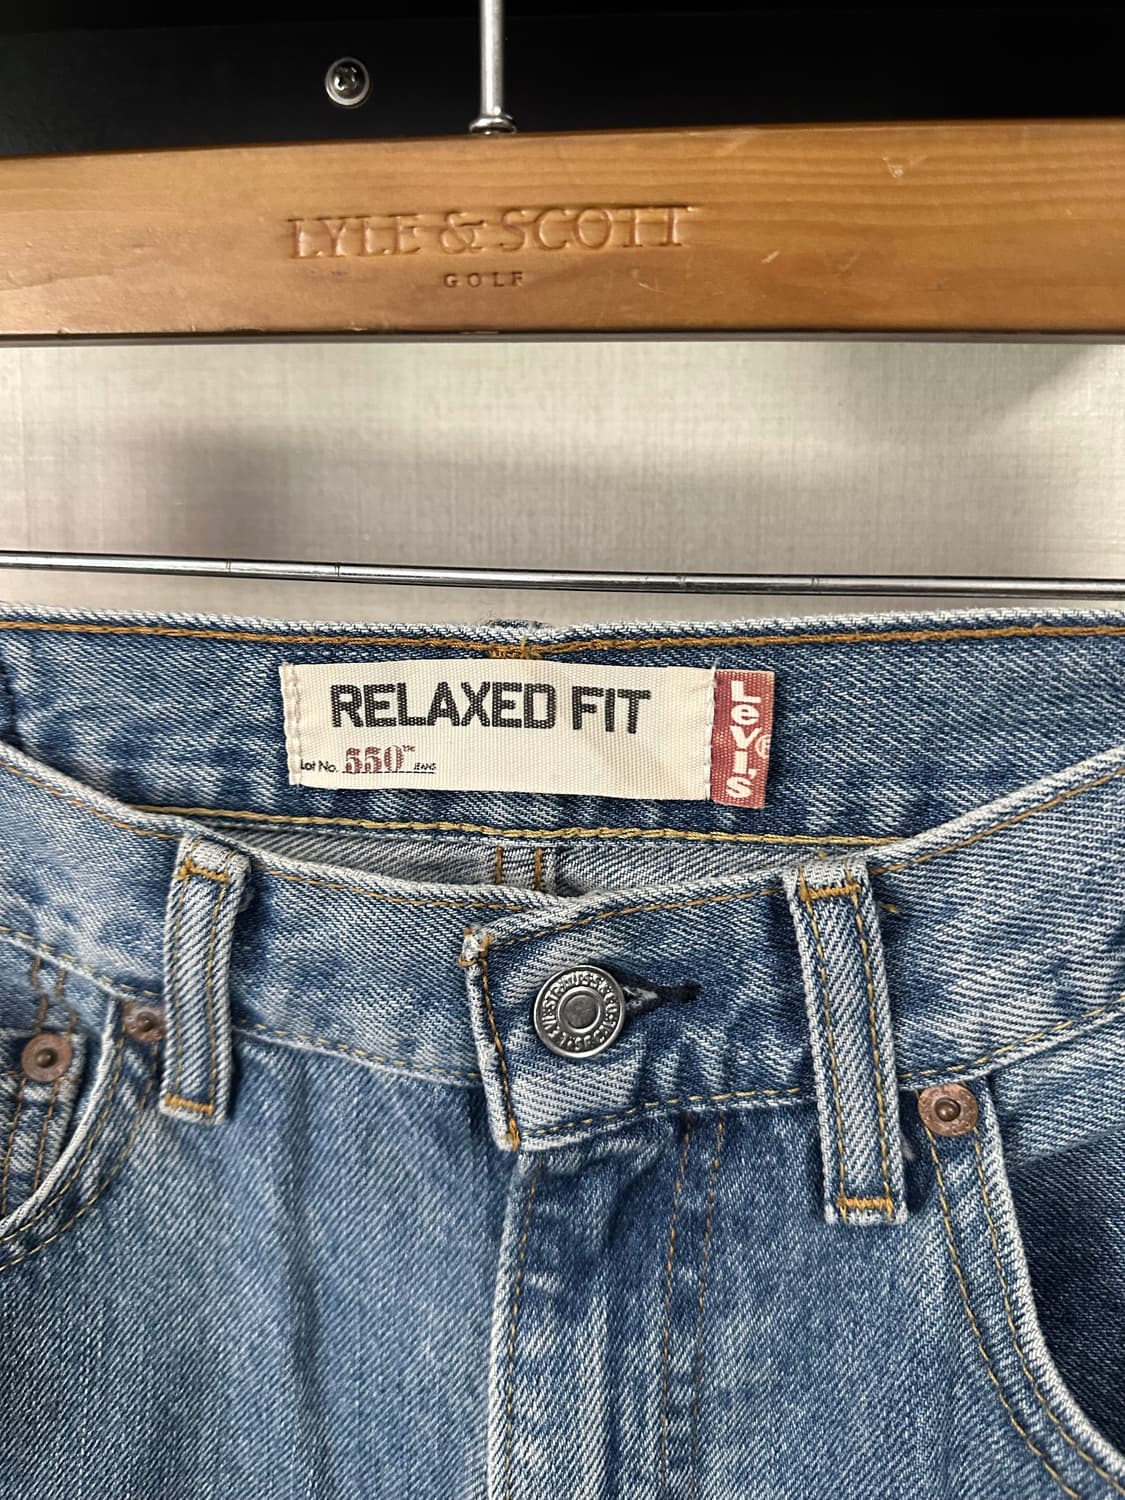 LYLE & SCOTT
GOLF
RELAXED FIT
Lot No. 550™ JEANS
Levi's®